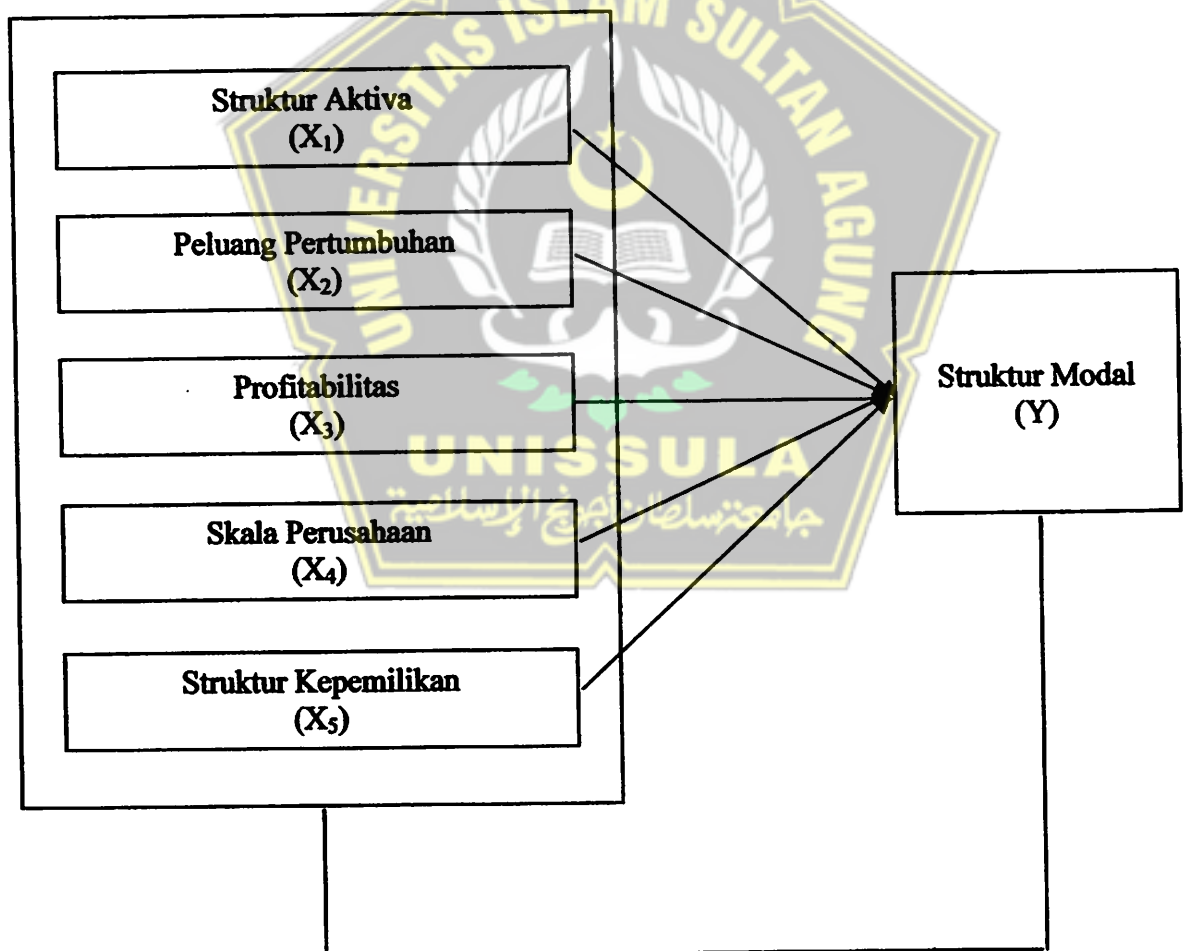 UNIVERSITAS ISLAM SULTAN AGUNG
Struktur Aktiva
(X₁)
Peluang Pertumbuhan
(X₂)
Profitabilitas
(X₃)
Skala Perusahaan
(X₄)
Struktur Kepemilikan
(X₅)
Struktur Modal
(Y)
UNISSULA